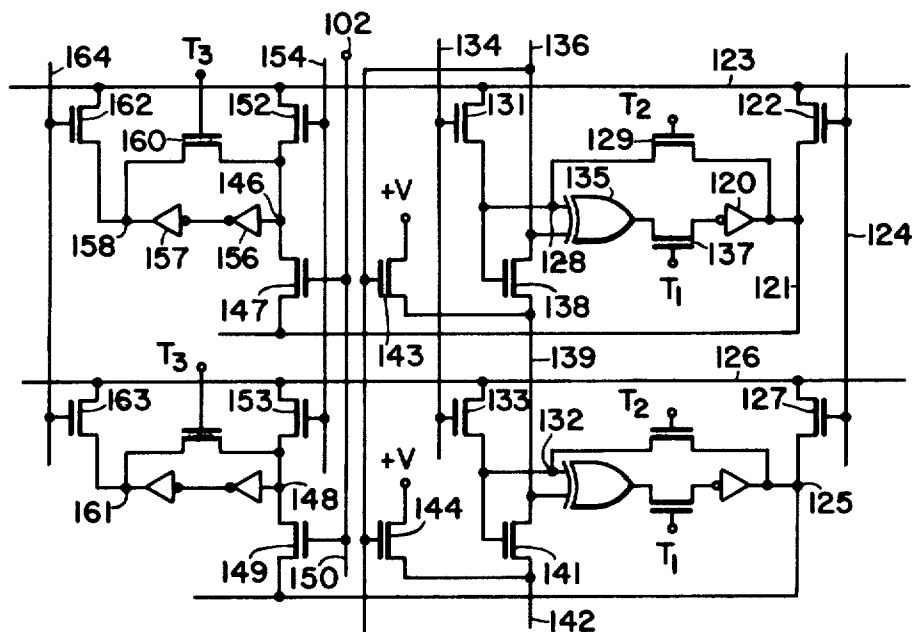 164 T3 154 102 134 136 123
162 152 131 T2 122
160 129
146 +V 135 120
158 157 156 128 137 124
147 143 138 T1 121
139
T3 126
163 153 133 T2 127
+V 132
161 148 144 125
149 150 141 T1
142